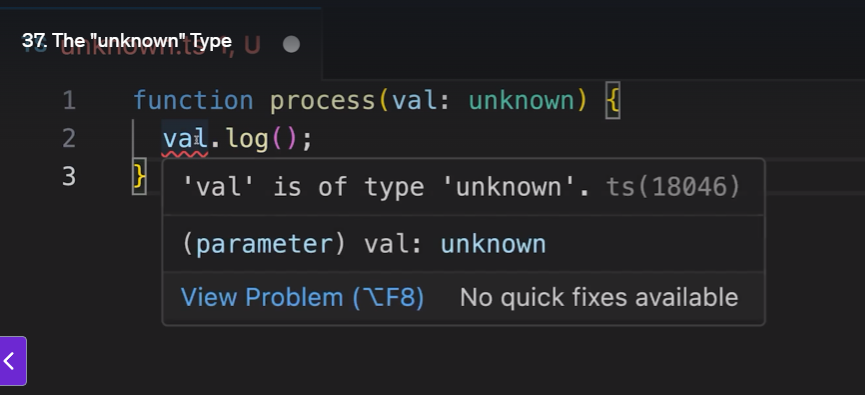 37. The "unknown" Type
unknown.ts 1, U
1 function process(val: unknown) {
2 val.log();
3 }
'val' is of type 'unknown'. ts(18046)
(parameter) val: unknown
View Problem (⌥F8) No quick fixes available